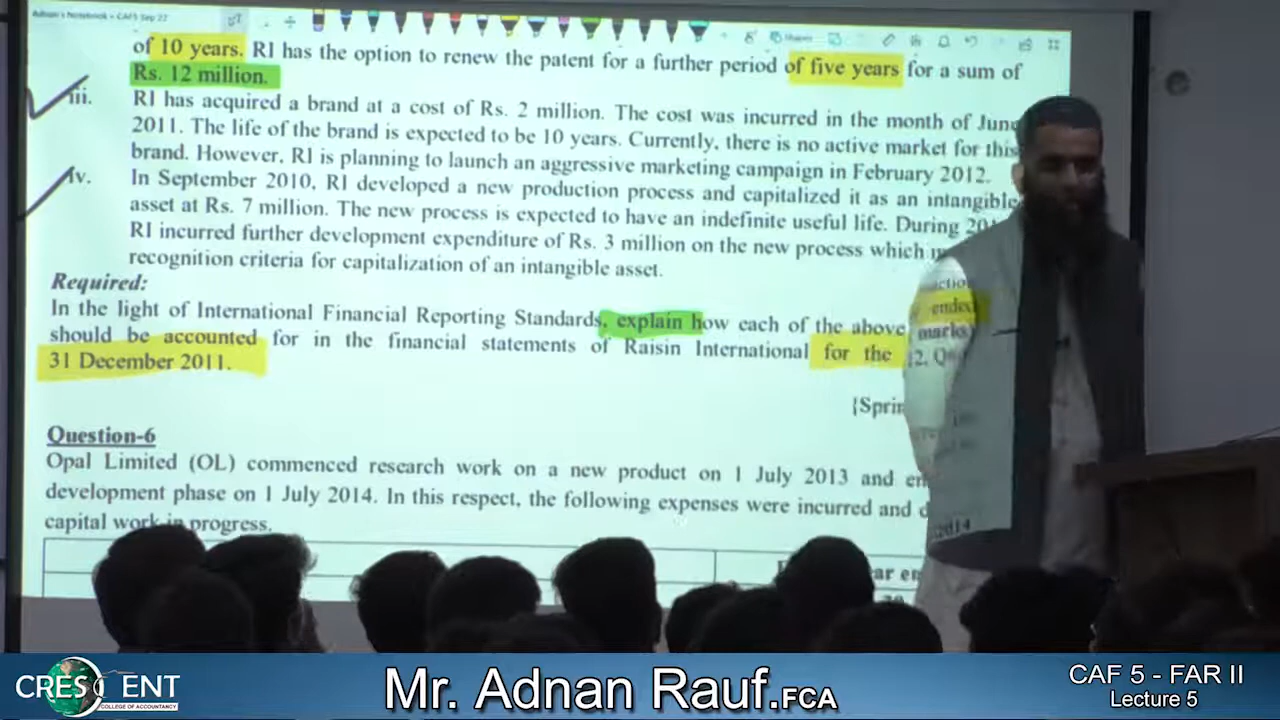 Adnan's Notebook » CAF5 Sep 22
Shapes
of 10 years. RI has the option to renew the patent for a further period of five years for a sum of
Rs. 12 million.
iii. RI has acquired a brand at a cost of Rs. 2 million. The cost was incurred in the month of June
2011. The life of the brand is expected to be 10 years. Currently, there is no active market for this
brand. However, RI is planning to launch an aggressive marketing campaign in February 2012.
iv. In September 2010, RI developed a new production process and capitalized it as an intangible
asset at Rs. 7 million. The new process is expected to have an indefinite useful life. During
RI incurred further development expenditure of Rs. 3 million on the new process which
recognition criteria for capitalization of an intangible asset.
Required:
In the light of International Financial Reporting Standards, explain how each of the above
should be accounted for in the financial statements of Raisin International for the
31 December 2011.
Question-6
Opal Limited (OL) commenced research work on a new product on 1 July 2013 and
development phase on 1 July 2014. In this respect, the following expenses were incurred and
capital work in progress.
CRESCENT
COLLEGE OF ACCOUNTANCY
Mr. Adnan Rauf.FCA
CAF 5 - FAR II
Lecture 5